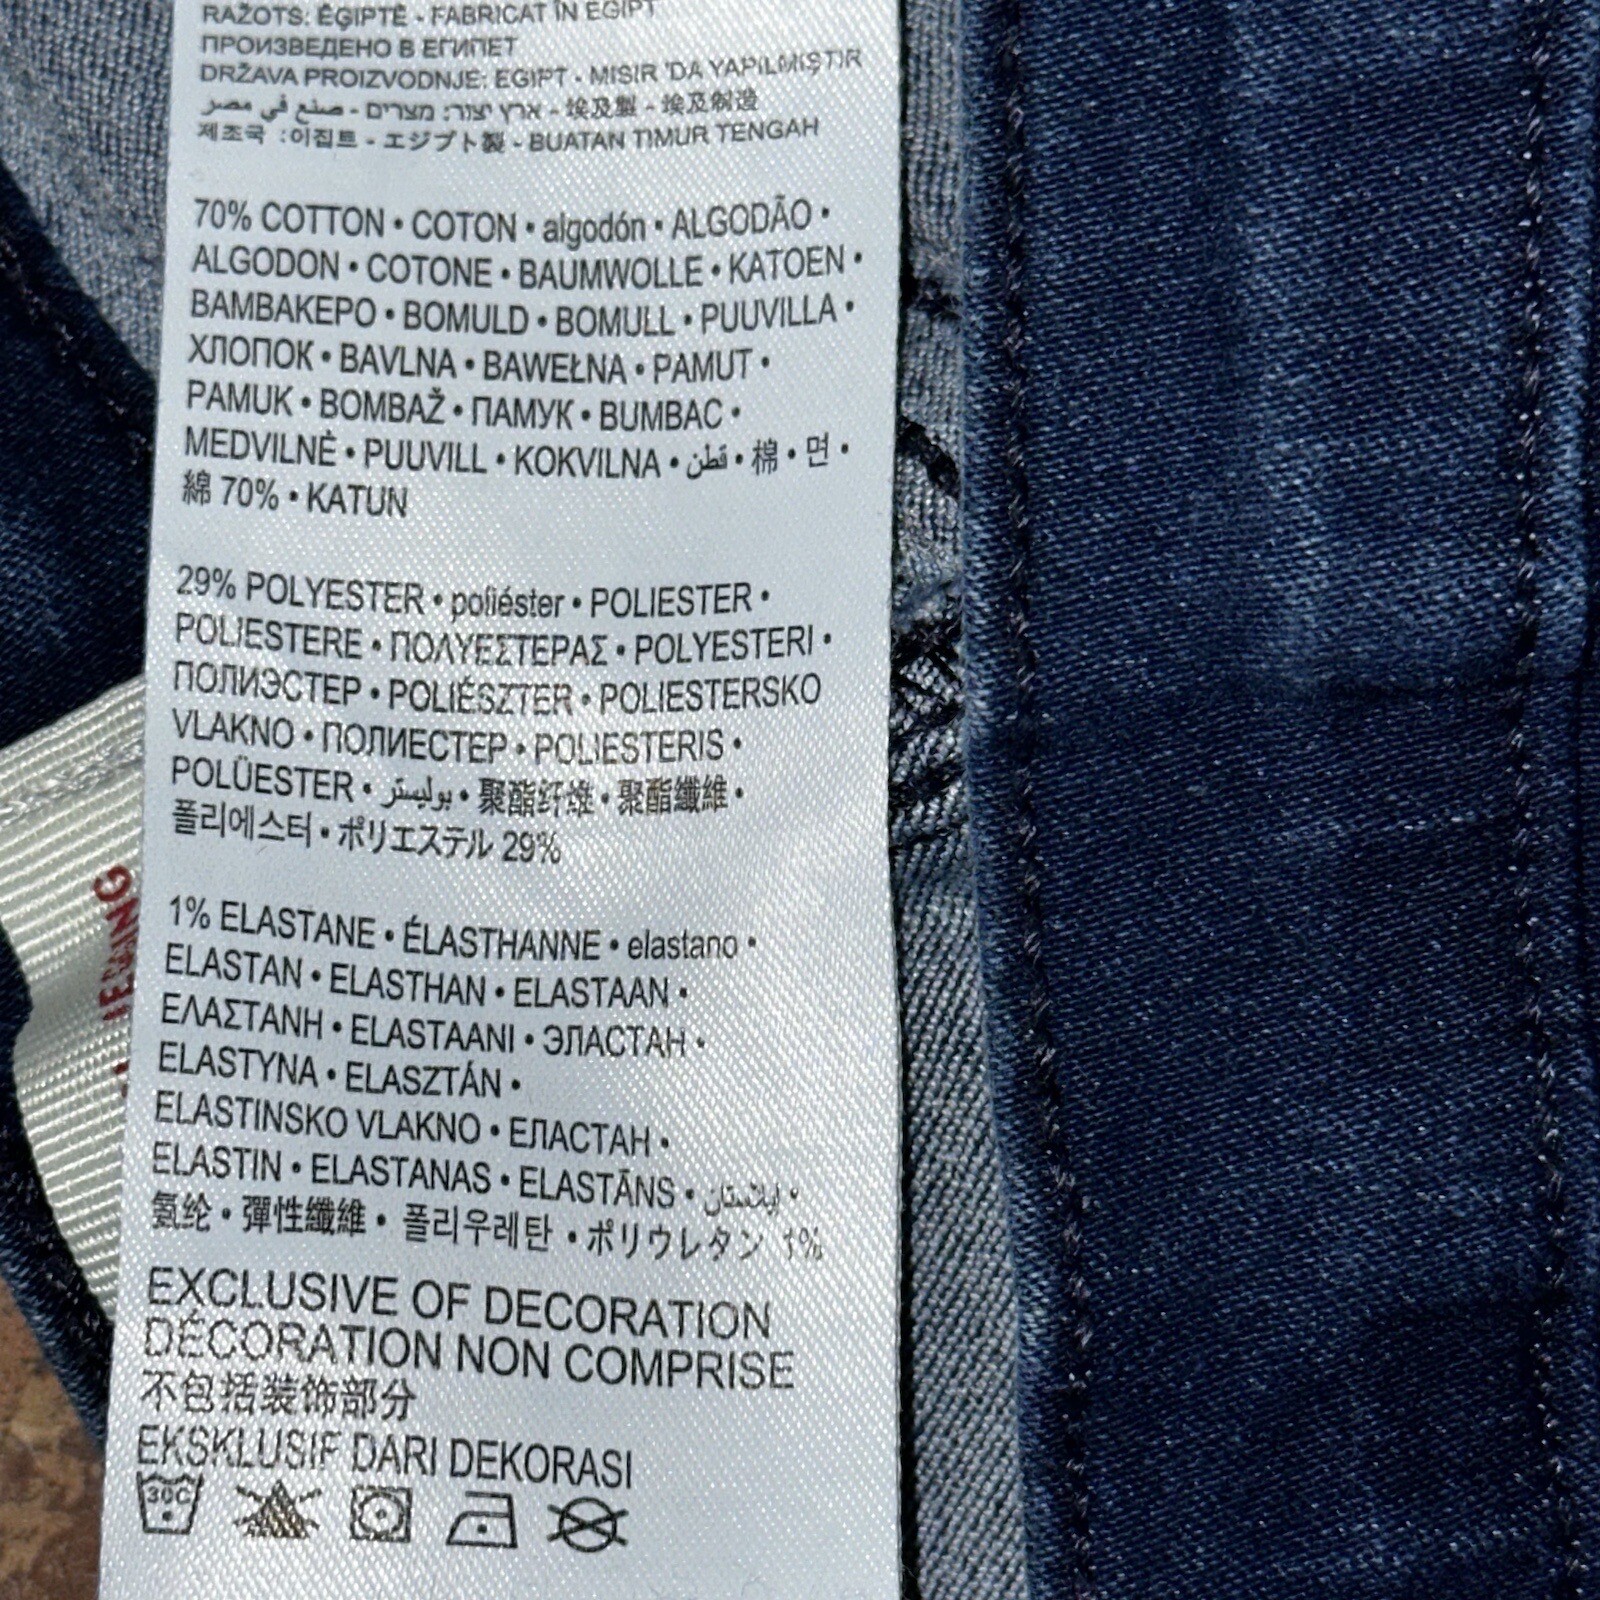 RAŽOTS: ĒĢIPTĒ - FABRICAT ÎN EGIPT
ПРОИЗВЕДЕНО В ЕГИПЕТ
DRŽAVA PROIZVODNJE: EGIPT - MISIR 'DA YAPILMIŞTIR
صنع في مصر - ארץ יצור: מצרים - 埃及製 - 埃及制造
제조국 :이집트 - エジプト製 - BUATAN TIMUR TENGAH
70% COTTON • COTON • algodón • ALGODÃO •
ALGODON • COTONE • BAUMWOLLE • KATOEN •
BAMBAKEPO • BOMULD • BOMULL • PUUVILLA •
ХЛОПОК • BAVLNA • BAWEŁNA • PAMUT •
PAMUK • BOMBAŽ • ПАМУК • BUMBAC •
MEDVILNĖ • PUUVILL • KOKVILNA • قطن • 棉 • 면 •
綿 70% • KATUN
29% POLYESTER • poliéster • POLIESTER •
POLIESTERE • ΠΟΛΥΕΣΤΕΡΑΣ • POLYESTERI •
ПОЛИЭСТЕР • POLIÉSZTER • POLIESTERSKO
VLAKNO • ПОЛИЕСТЕР • POLIESTERIS •
POLÜESTER • بوليستر • 聚酯纤维 • 聚酯纖維 •
폴리에스터 • ポリエステル 29%
1% ELASTANE • ÉLASTHANNE • elastano •
ELASTAN • ELASTHAN • ELASTAAN •
ΕΛΑΣΤΑΝΗ • ELASTAANI • ЭЛАСТАН •
ELASTYNA • ELASZTÁN •
ELASTINSKO VLAKNO • ЕЛАСТАН •
ELASTIN • ELASTANAS • ELASTĀNS • إيلاستان •
氨纶 • 彈性纖維 • 폴리우레탄 • ポリウレタン 1%
EXCLUSIVE OF DECORATION
DÉCORATION NON COMPRISE
不包括装饰部分
EKSKLUSIF DARI DEKORASI
30C